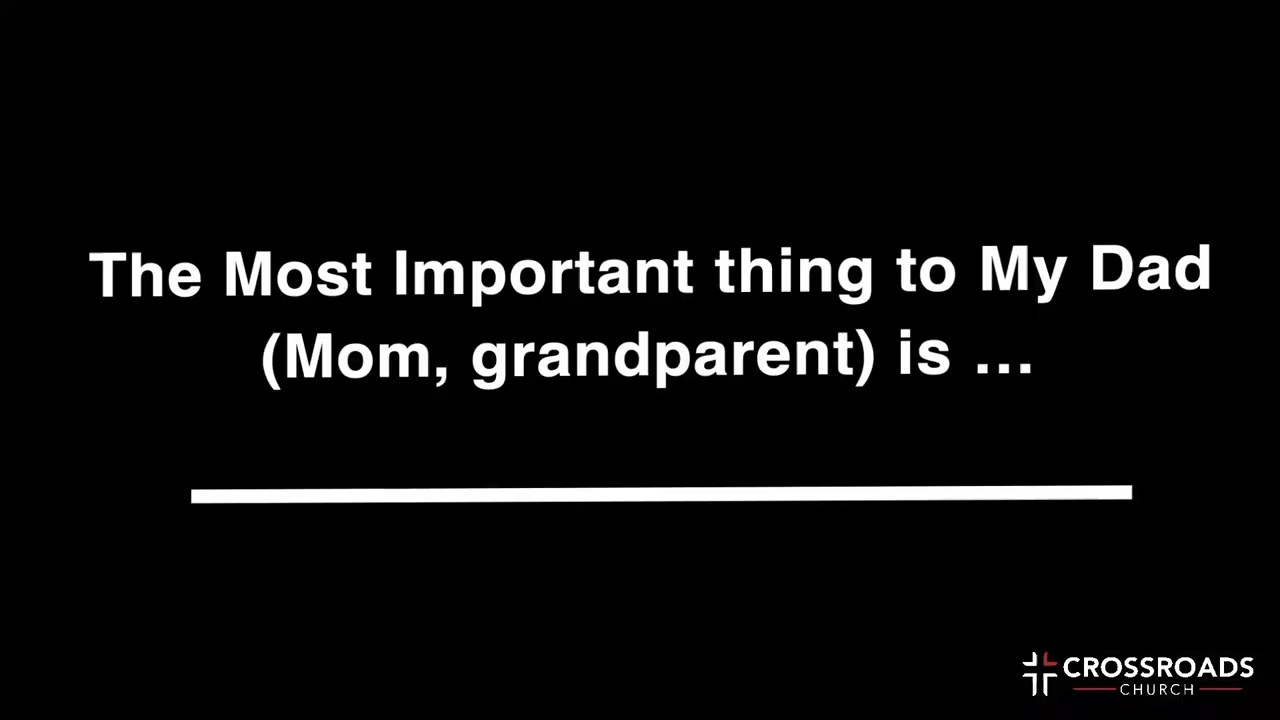 The Most Important thing to My Dad
(Mom, grandparent) is ...
CROSSROADS
CHURCH